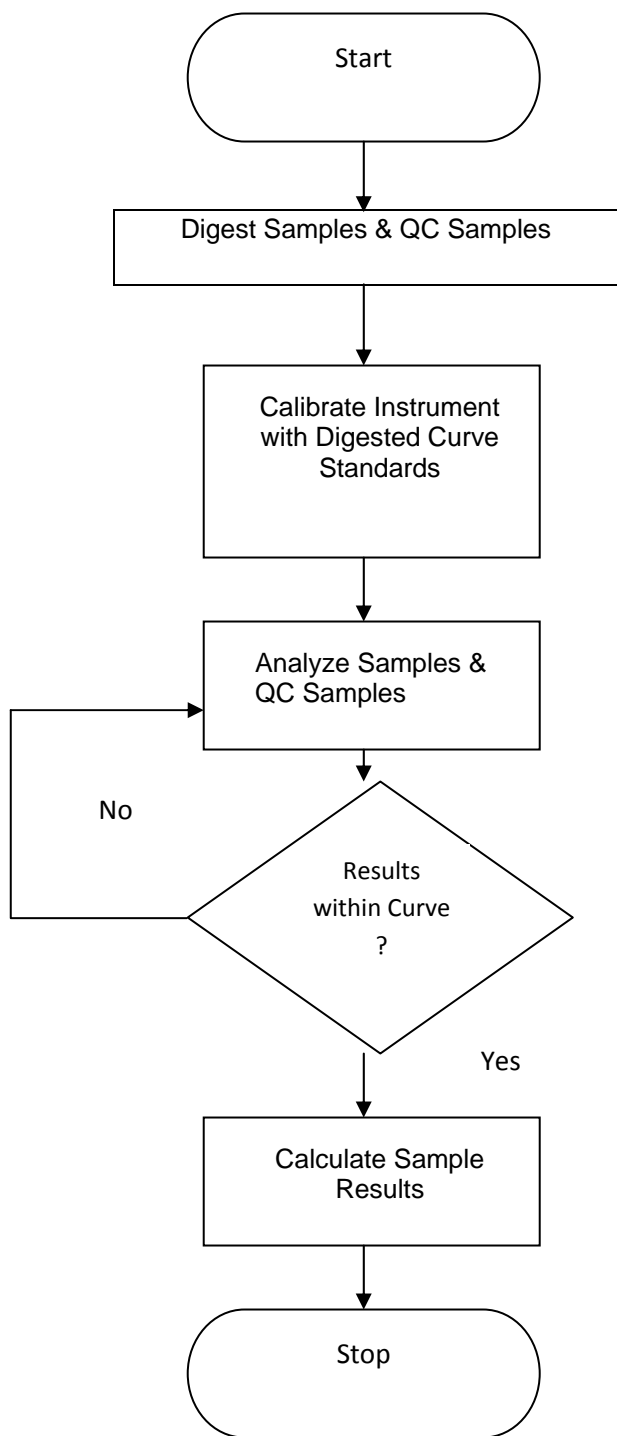 Start
Digest Samples & QC Samples
Calibrate Instrument
with Digested Curve
Standards
Analyze Samples &
QC Samples
No
Results
within Curve
?
Yes
Calculate Sample
Results
Stop